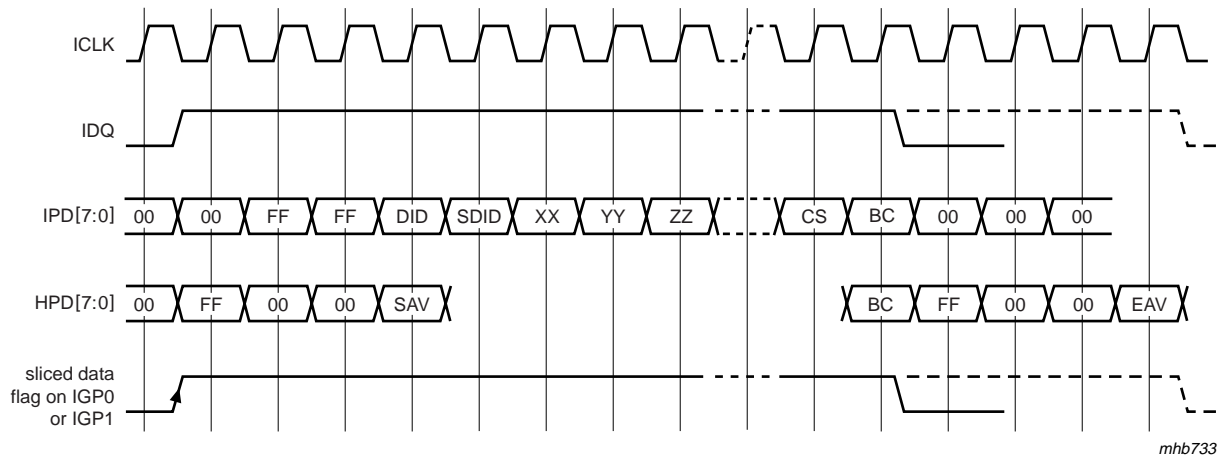 ICLK
IDQ
IPD[7:0] 00 00 FF FF DID SDID XX YY ZZ CS BC 00 00 00
HPD[7:0] 00 FF 00 00 SAV BC FF 00 00 EAV
sliced data
flag on IGP0
or IGP1
mhb733